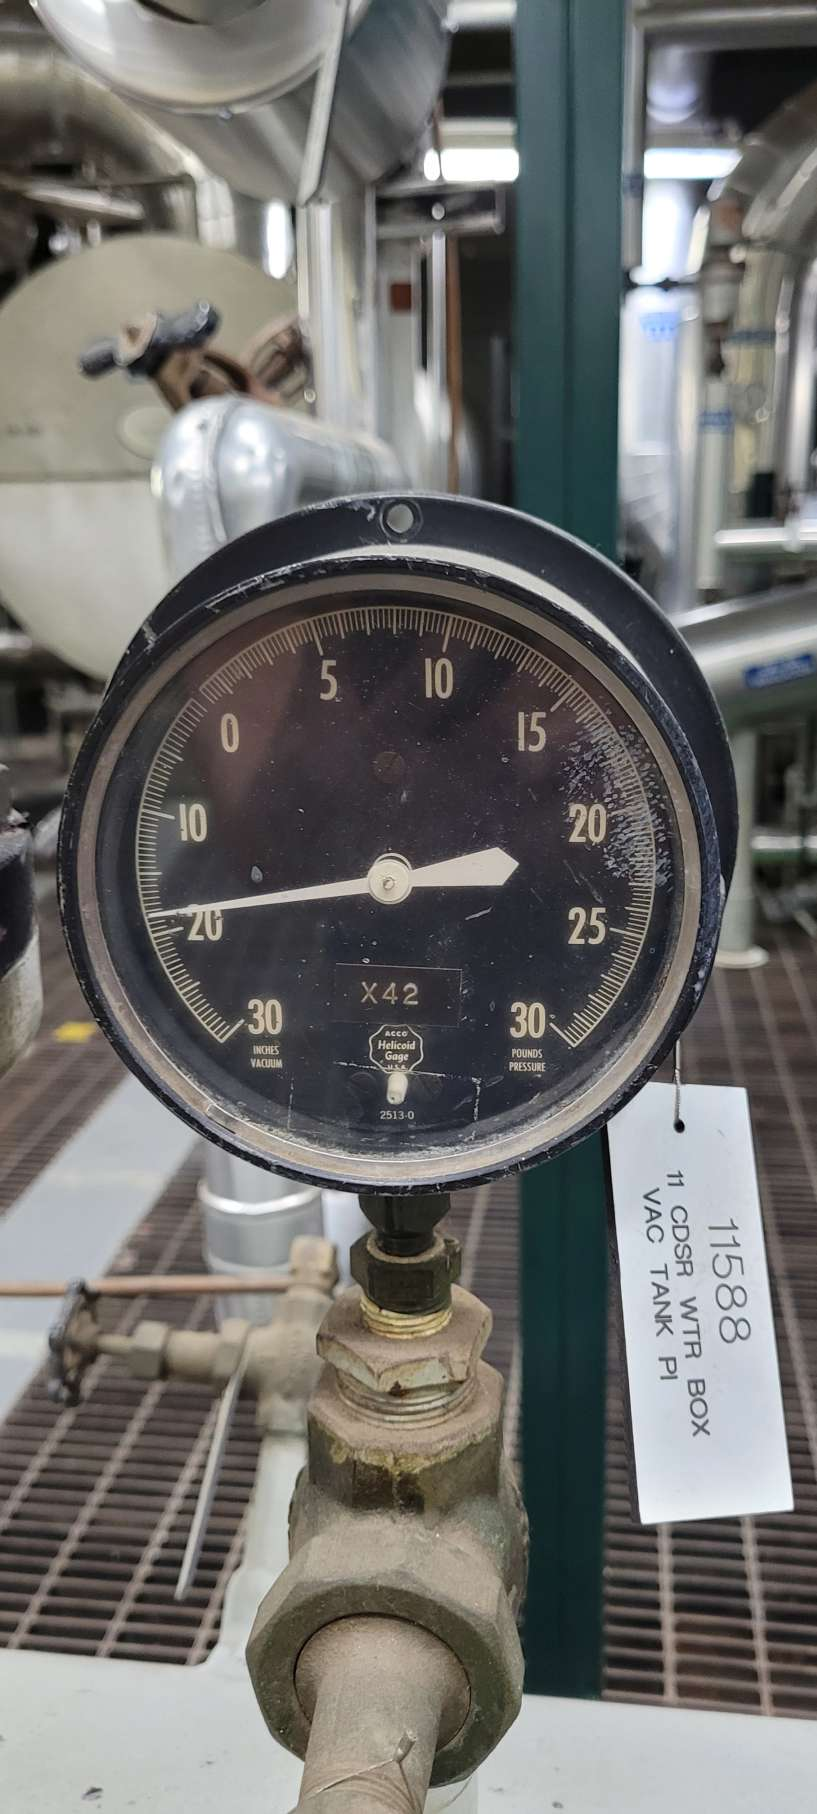 5
10
0
15
10
20
20
25
X42
30
30
INCHES
VACUUM
POUNDS
PRESSURE
ACCO
Helicoid
Gage
U.S.A.
2513-0
11588
11 CDSR WTR BOX
VAC TANK PI